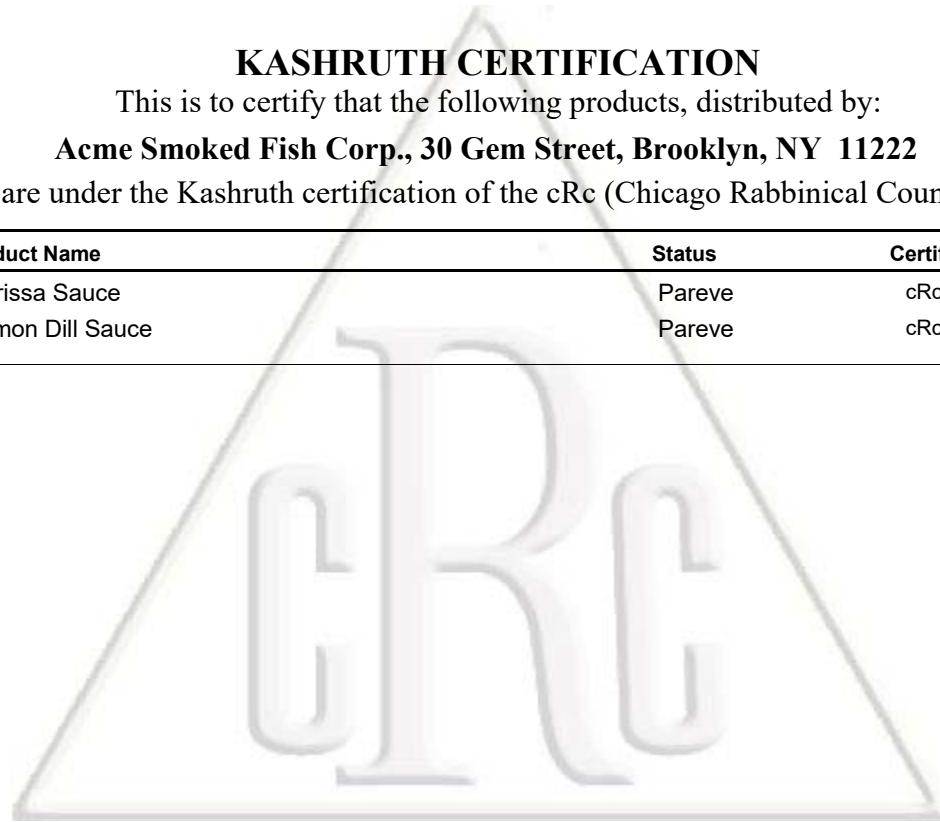 KASHRUTH CERTIFICATION
This is to certify that the following products, distributed by:
Acme Smoked Fish Corp., 30 Gem Street, Brooklyn, NY 11222
are under the Kashruth certification of the cRc (Chicago Rabbinical Coun
duct Name Status Certif
rissa Sauce Pareve cRc
mon Dill Sauce Pareve cRc
cRc